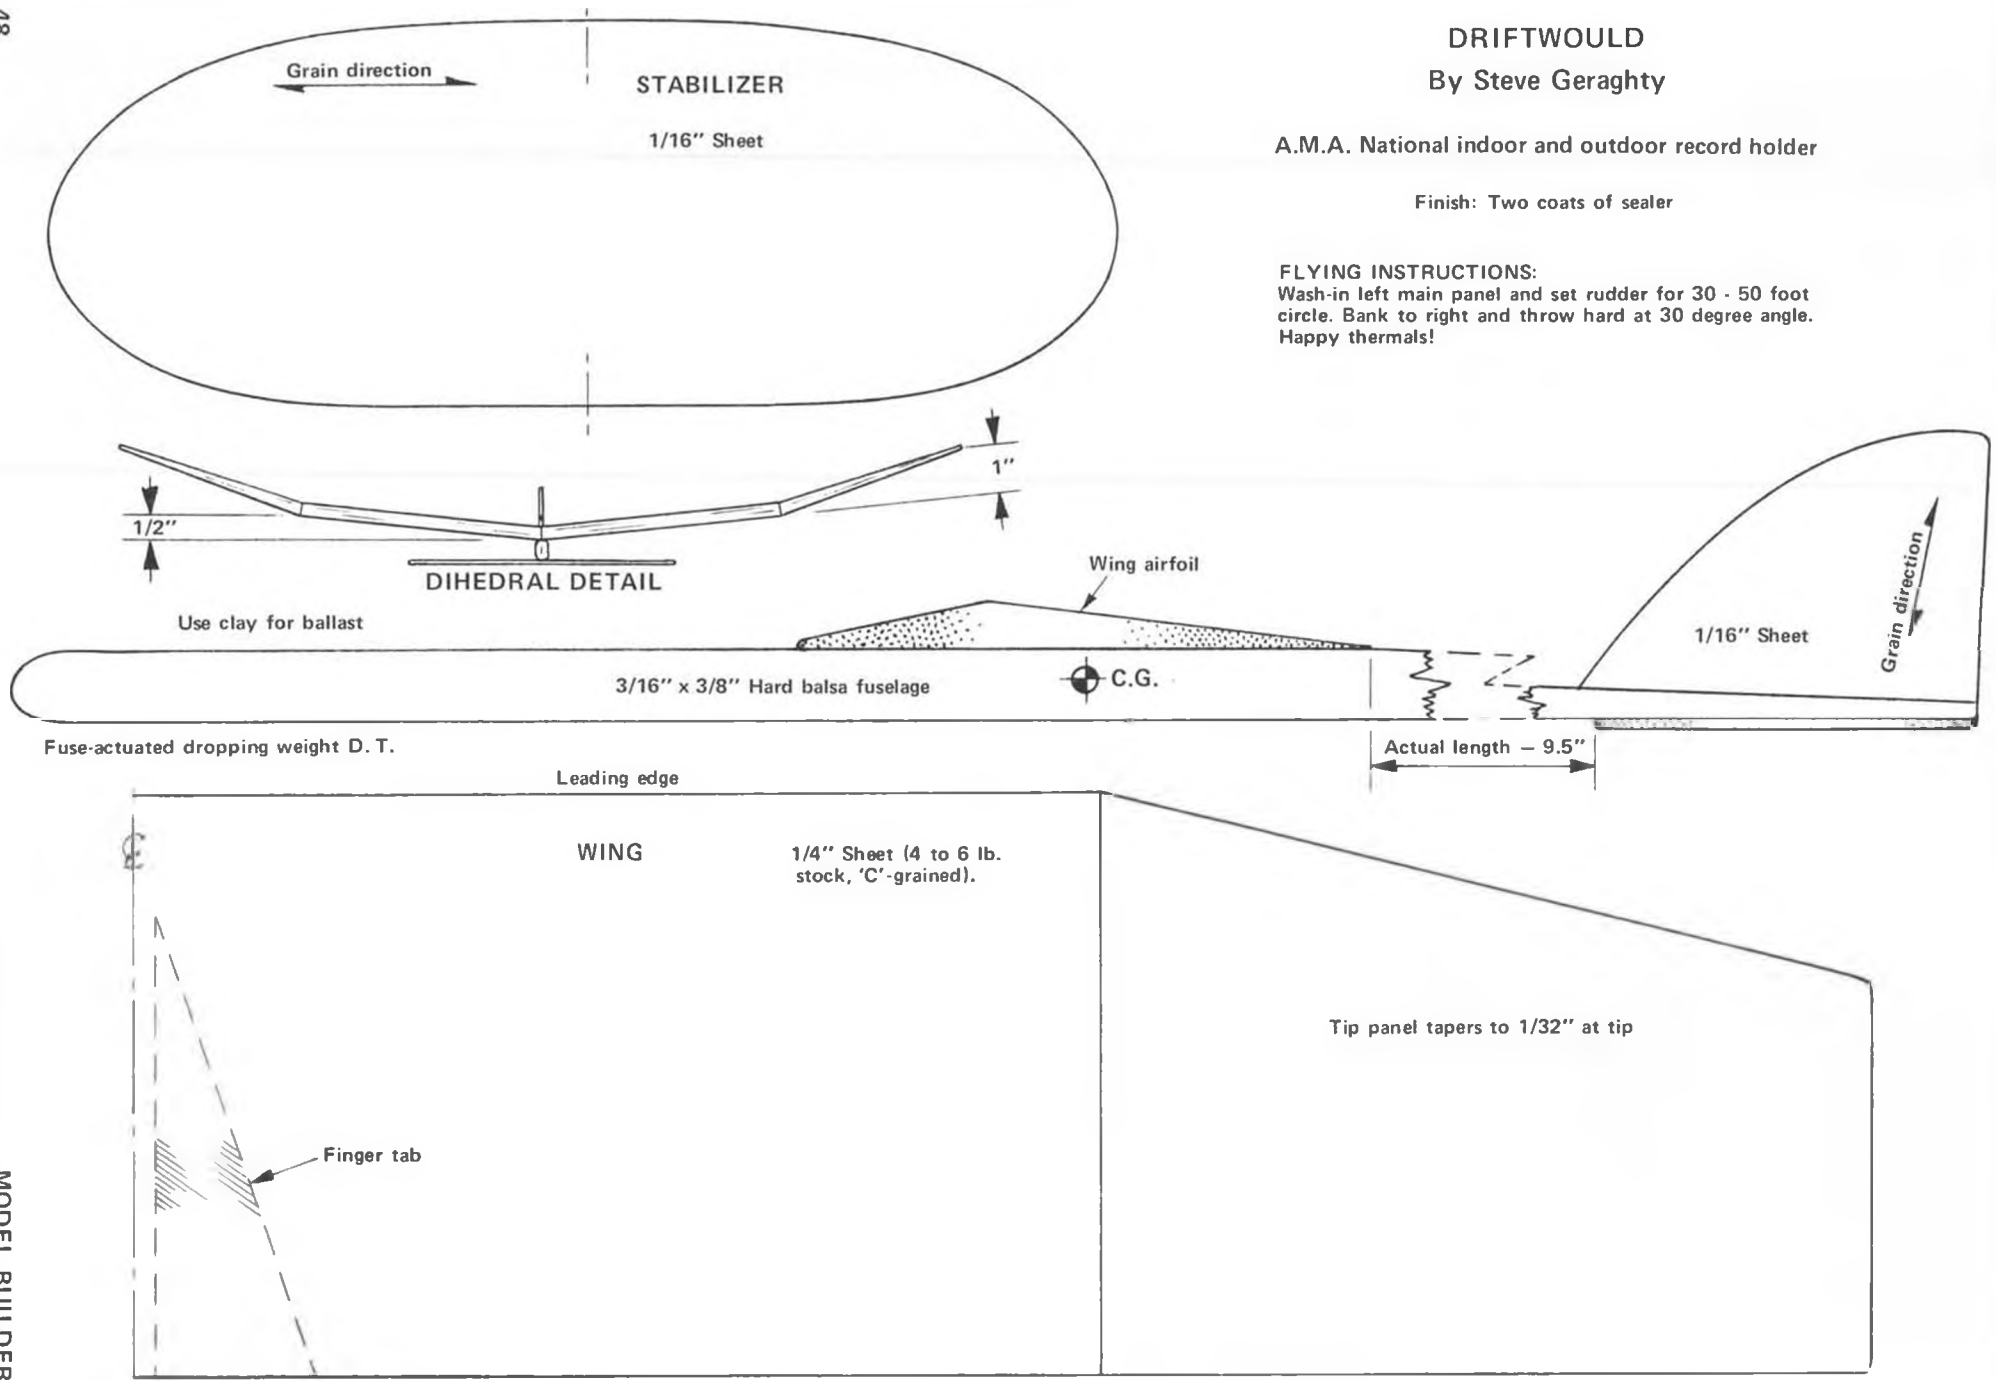 48
DRIFTWOULD
By Steve Geraghty
A.M.A. National indoor and outdoor record holder
Finish: Two coats of sealer
FLYING INSTRUCTIONS:
Wash-in left main panel and set rudder for 30 - 50 foot
circle. Bank to right and throw hard at 30 degree angle.
Happy thermals!
Grain direction
STABILIZER
1/16″ Sheet
1″
1/2″
DIHEDRAL DETAIL
Wing airfoil
Use clay for ballast
Grain direction
1/16″ Sheet
3/16″ x 3/8″ Hard balsa fuselage
C.G.
Fuse-actuated dropping weight D.T.
Actual length — 9.5″
Leading edge
℄
WING
1/4″ Sheet (4 to 6 lb.
stock, ‘C’-grained).
Tip panel tapers to 1/32″ at tip
Finger tab
MODEL BUILDER